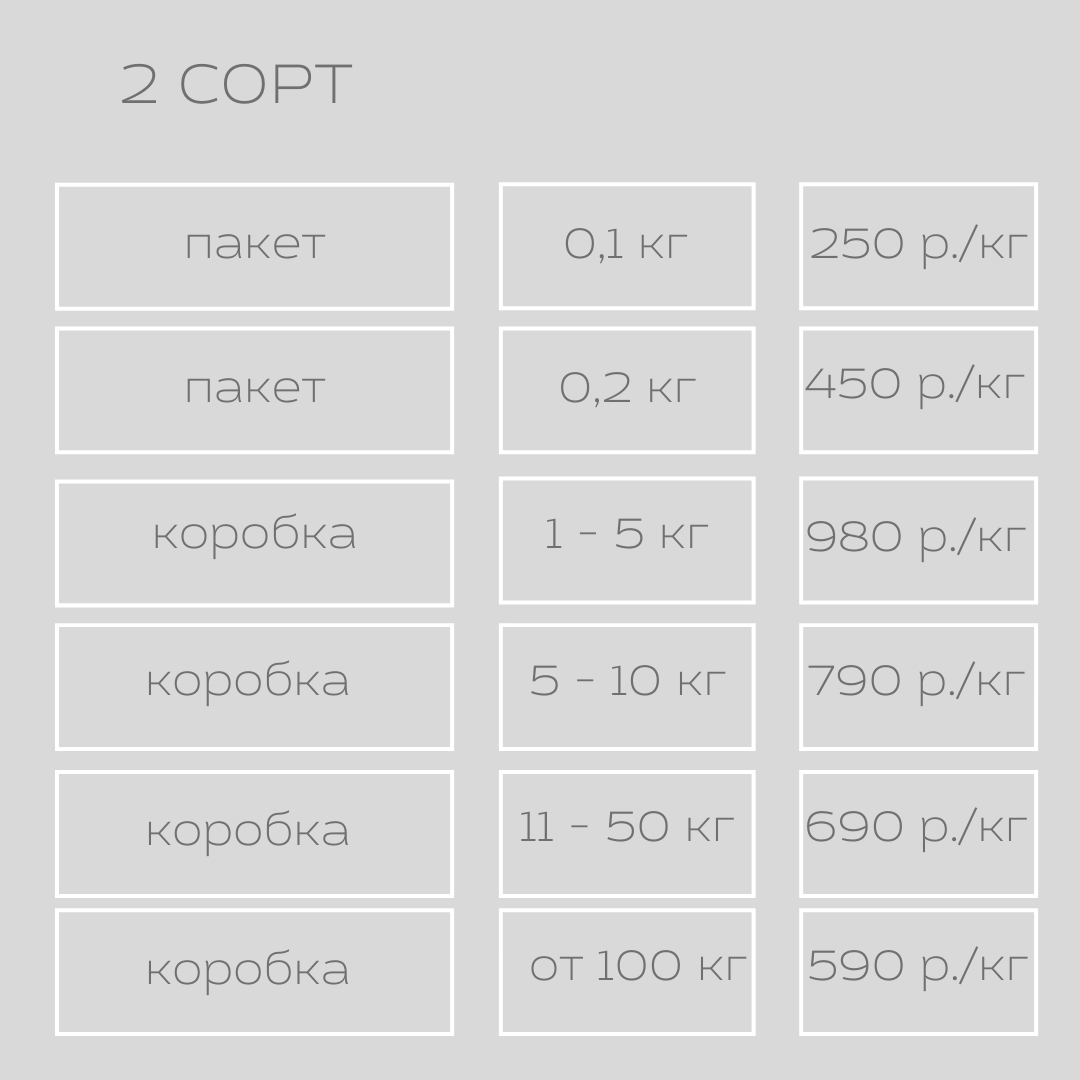 2 СОРТ
пакет 0,1 кг 250 р./кг
пакет 0,2 кг 450 р./кг
коробка 1 - 5 кг 980 р./кг
коробка 5 - 10 кг 790 р./кг
коробка 11 - 50 кг 690 р./кг
коробка от 100 кг 590 р./кг